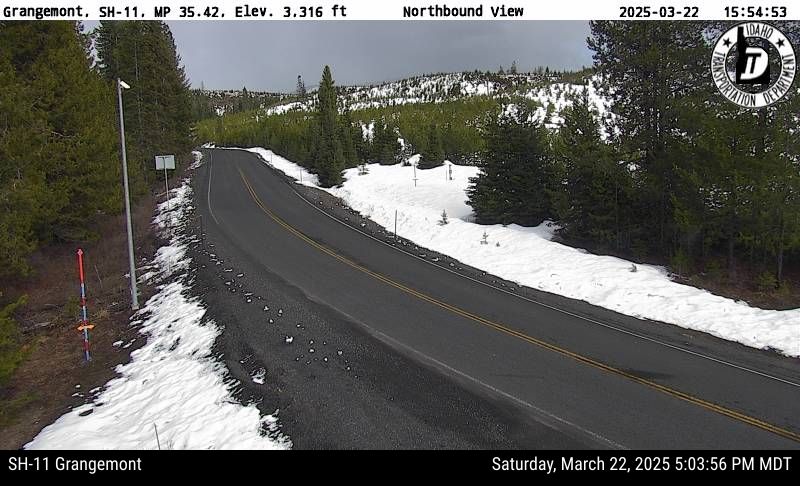 Grangemont, SH-11, MP 35.42, Elev. 3,316 ft Northbound View 2025-03-22 15:54:53
IDAHO
TRANSPORTATION DEPARTMENT
SH-11 Grangemont Saturday, March 22, 2025 5:03:56 PM MDT